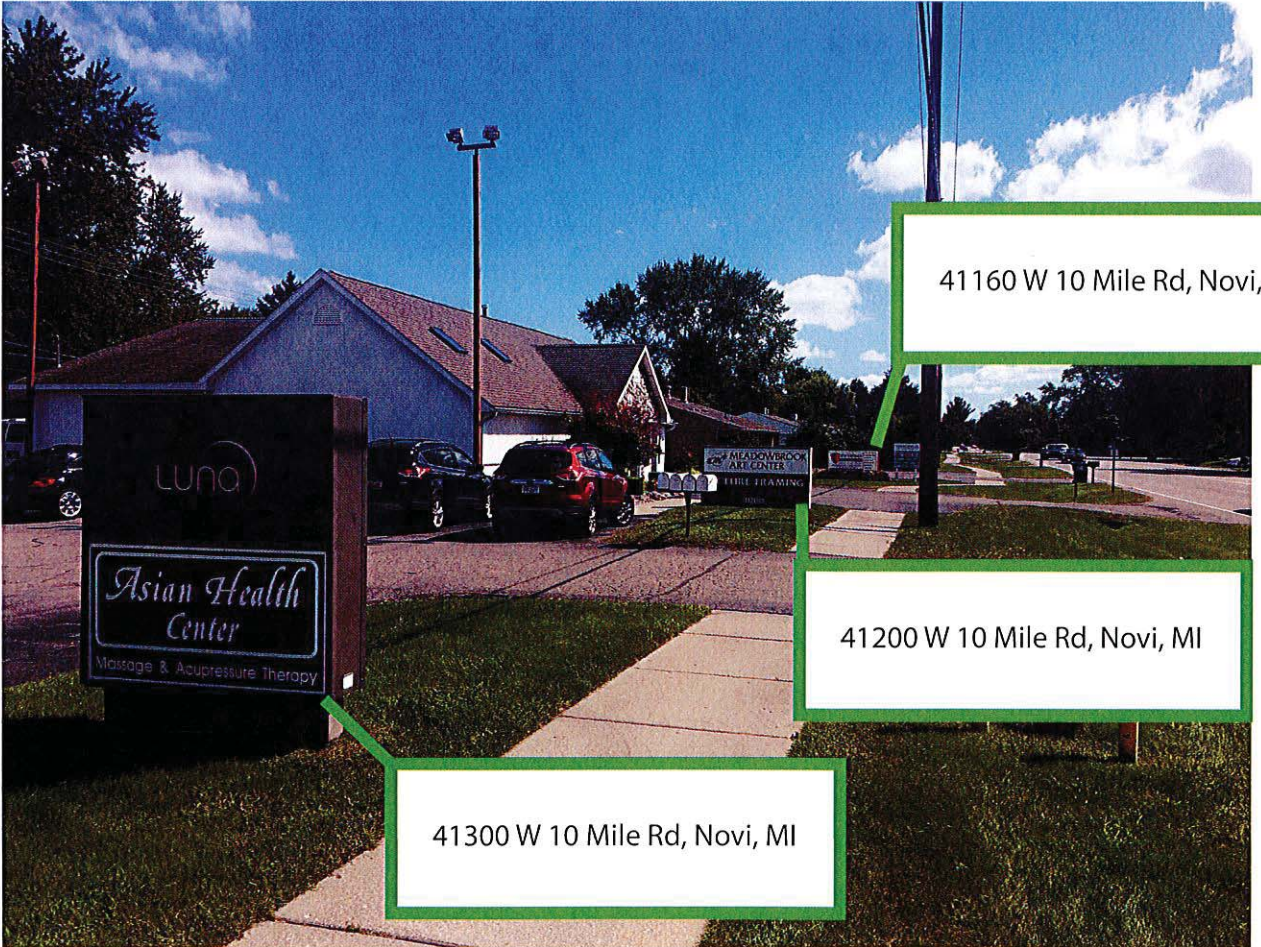 41160 W 10 Mile Rd, Novi,
LUNA
MEADOWBROOK
ART CENTER
FRAMING
Asian Health
Center
Massage & Acupressure Therapy
41200 W 10 Mile Rd, Novi, MI
41300 W 10 Mile Rd, Novi, MI